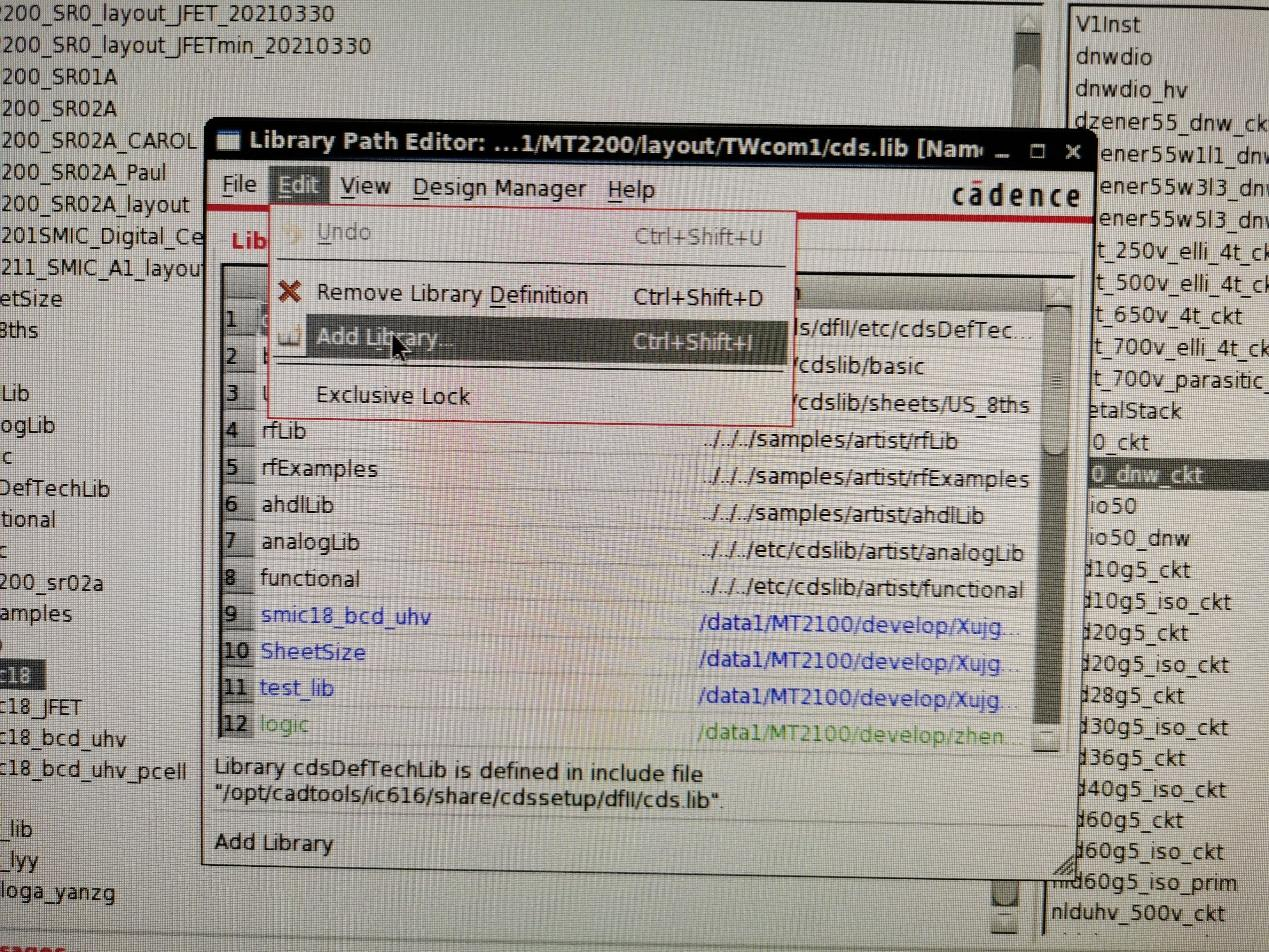 200_SR0_layout_JFET_20210330
200_SR0_layout_JFETmin_20210330
200_SR01A
200_SR02A
200_SR02A_CAROL
200_SR02A_Paul
200_SR02A_layout
201SMIC_Digital_Ce
211_SMIC_A1_layou
etSize
8ths
Lib
ogLib
c
DefTechLib
tional
c
200_sr02a
amples
c18
c18_JFET
c18_bcd_uhv
c18_bcd_uhv_pcell
_lib
_lyy
loga_yanzg
Library Path Editor: ...1/MT2200/layout/TWcom1/cds.lib [Nam
File Edit View Design Manager Help
cādence
Lib
Undo Ctrl+Shift+U
Remove Library Definition Ctrl+Shift+D
Add Library... Ctrl+Shift+I
Exclusive Lock
1 ls/dfII/etc/cdsDefTec...
2 /cdslib/basic
3 /cdslib/sheets/US_8ths
4 rfLib ../../../samples/artist/rfLib
5 rfExamples ../../../samples/artist/rfExamples
6 ahdlLib ../../../samples/artist/ahdlLib
7 analogLib ../../../etc/cdslib/artist/analogLib
8 functional ../../../etc/cdslib/artist/functional
9 smic18_bcd_uhv /data1/MT2100/develop/Xujg...
10 SheetSize /data1/MT2100/develop/Xujg...
11 test_lib /data1/MT2100/develop/Xujg...
12 logic /data1/MT2100/develop/zhen...
Library cdsDefTechLib is defined in include file
"/opt/cadtools/ic616/share/cdssetup/dfII/cds.lib".
Add Library
V1Inst
dnwdio
dnwdio_hv
dzener55_dnw_ck
ener55w1l1_dnw
ener55w3l3_dn
ener55w5l3_dnw
t_250v_elli_4t_ck
t_500v_elli_4t_ck
t_650v_4t_ckt
t_700v_elli_4t_ck
t_700v_parasitic_
etalStack
0_ckt
0_dnw_ckt
io50
io50_dnw
d10g5_ckt
d10g5_iso_ckt
d20g5_ckt
d20g5_iso_ckt
d28g5_ckt
d30g5_iso_ckt
d36g5_ckt
d40g5_iso_ckt
d60g5_ckt
d60g5_iso_ckt
nld60g5_iso_prim
nlduhv_500v_ckt